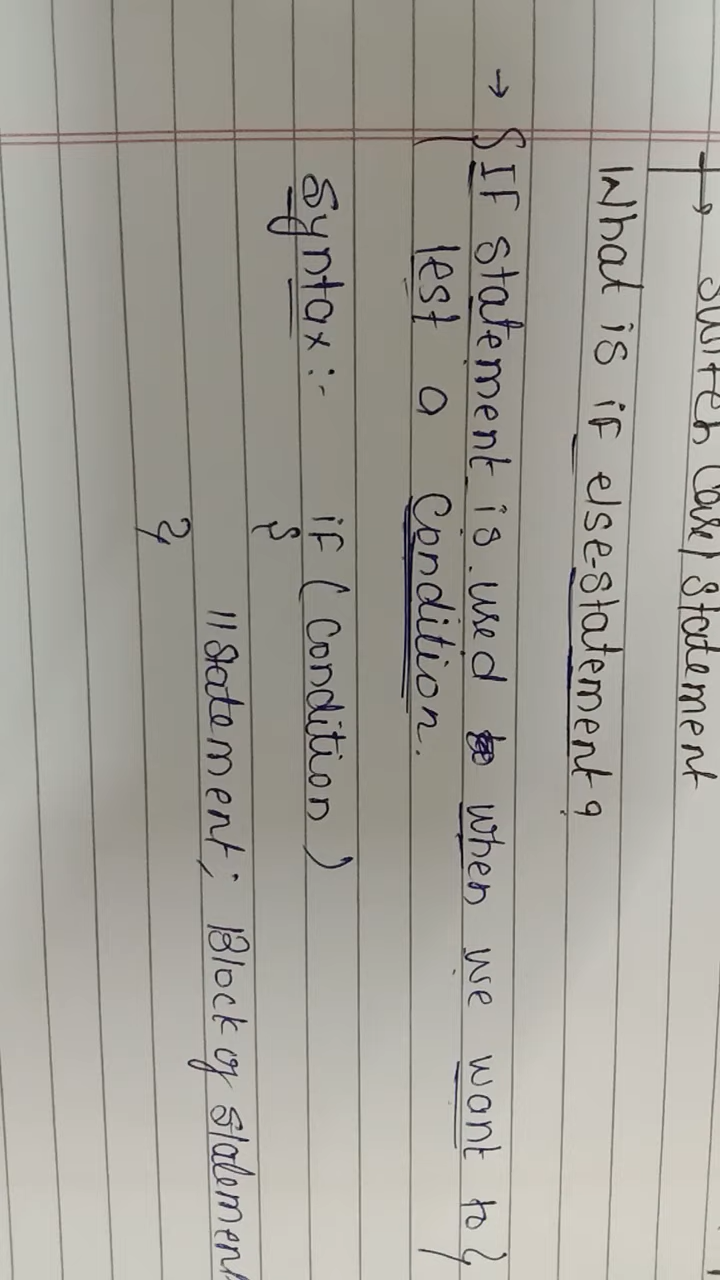 → Switch Case) Statement
What is if else-statement?
→ {IF statement is used when we want to}
test a condition.
Syntax:- if (condition)
{
// statement; Block of statement
}